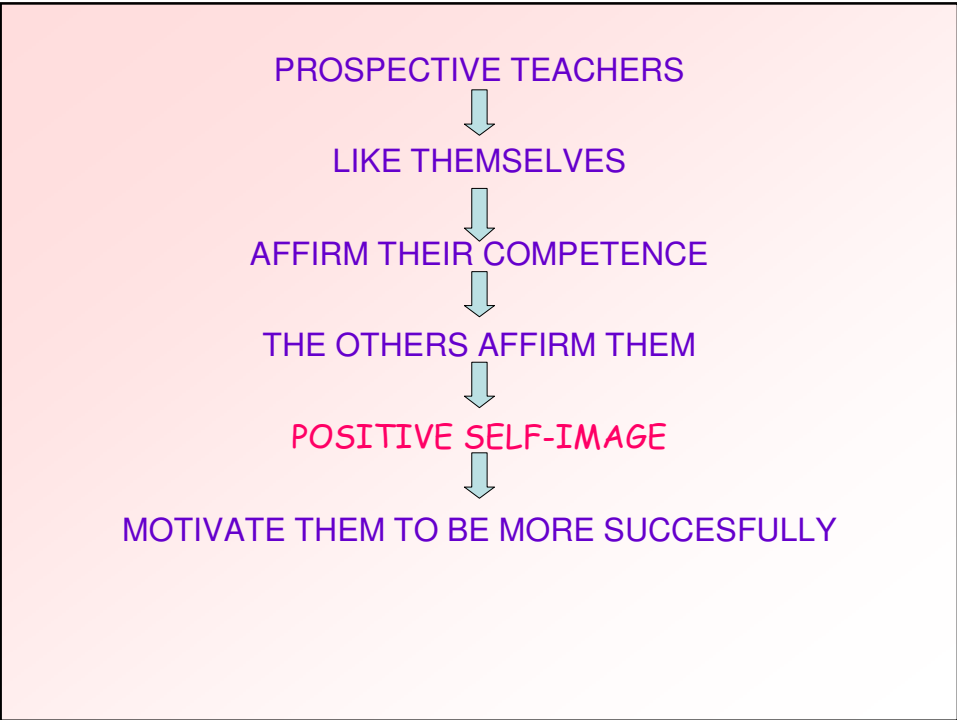 PROSPECTIVE TEACHERS
LIKE THEMSELVES
AFFIRM THEIR COMPETENCE
THE OTHERS AFFIRM THEM
POSITIVE SELF-IMAGE
MOTIVATE THEM TO BE MORE SUCCESFULLY